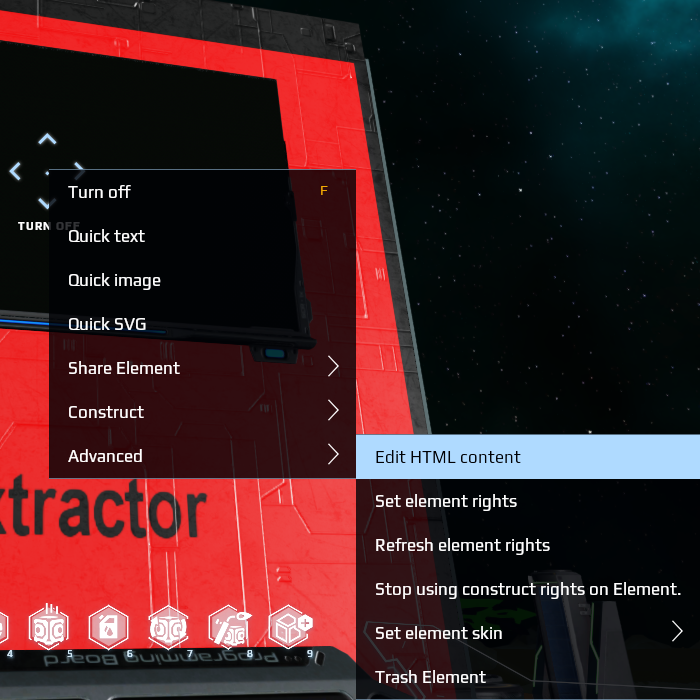 TURN OFF
Turn off F
Quick text
Quick image
Quick SVG
Share Element
Construct
Advanced
Edit HTML content
Set element rights
Refresh element rights
Stop using construct rights on Element.
Set element skin
Trash Element
xtractor
4 5 6 7 8 9
Programming Board